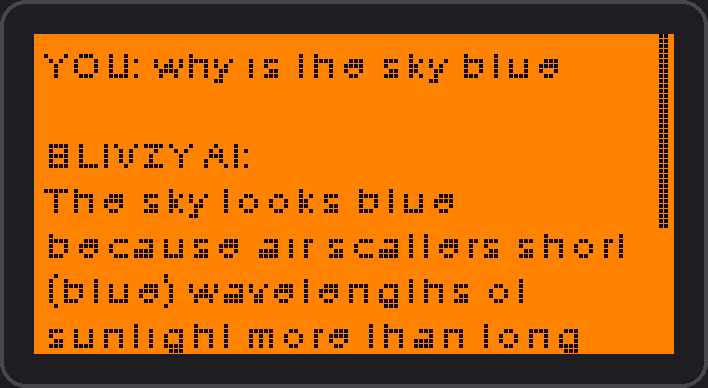 YOU: why is the sky blue
BLIVZY AI:
The sky looks blue
because air scatters short
(blue) wavelengths of
sunlight more than long